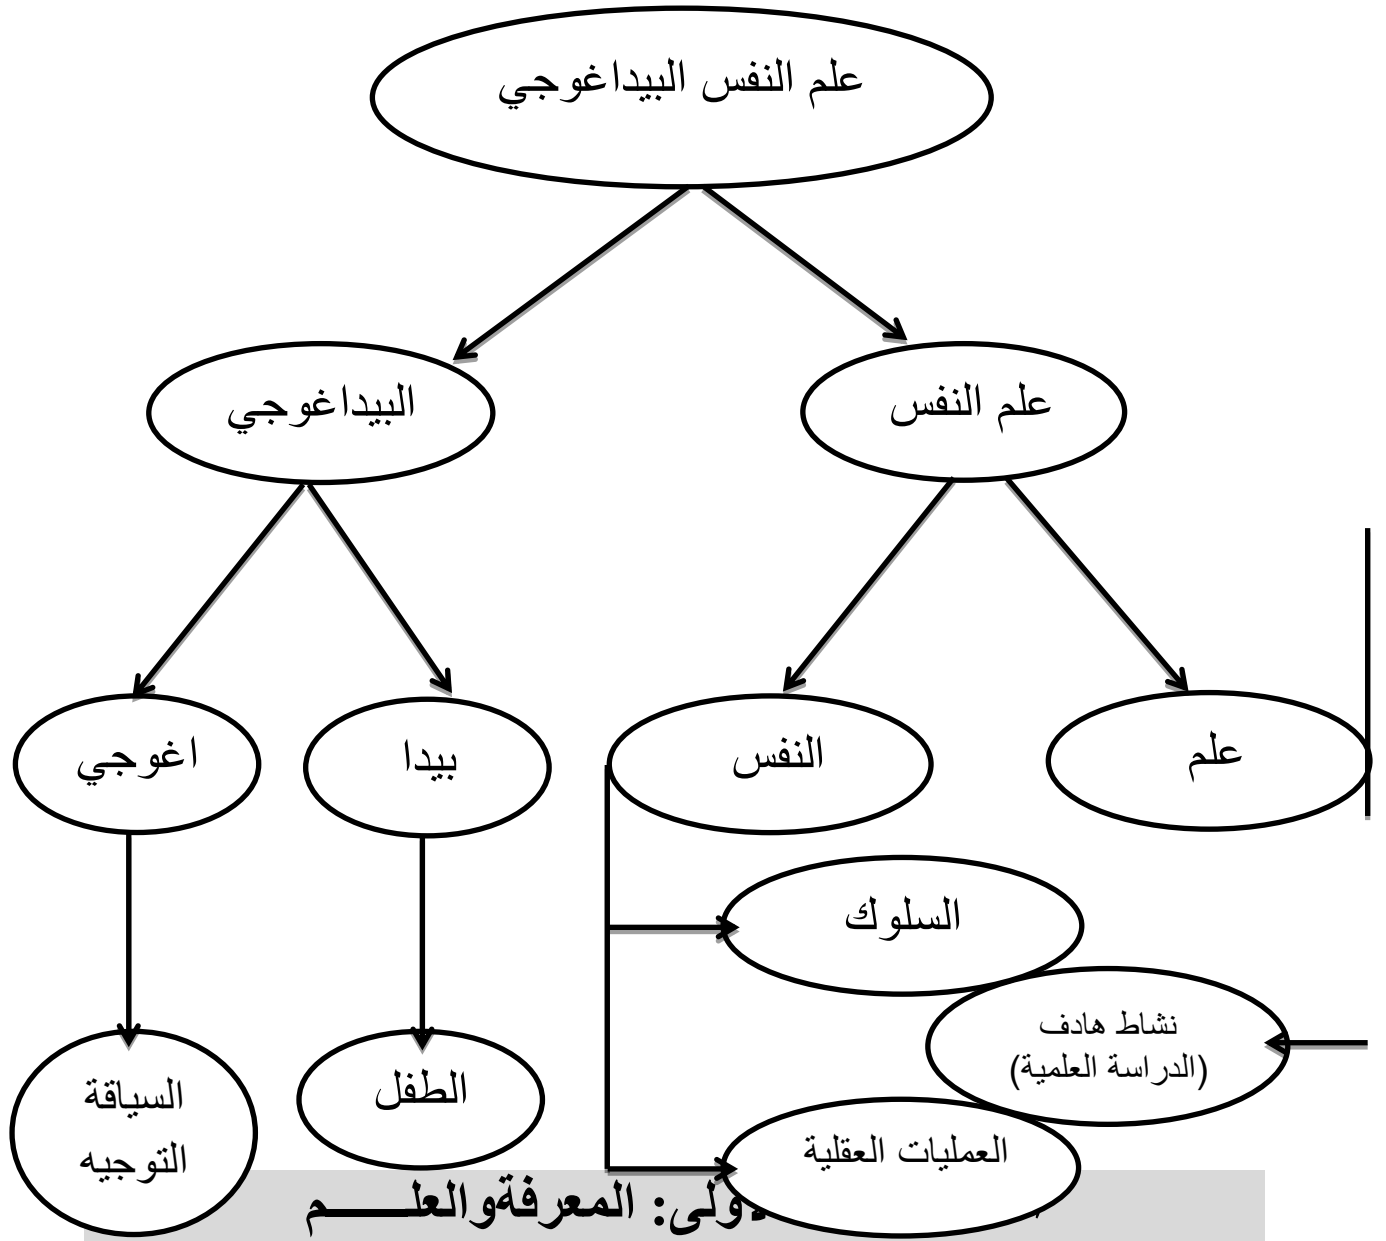 علم النفس البيداغوجي
علم النفس
البيداغوجي
علم
النفس
بيدا
اغوجي
السلوك
نشاط هادف
(الدراسة العلمية)
الطفل
السياقة
التوجيه
العمليات العقلية
ولى: المعرفةوالعلـــــم